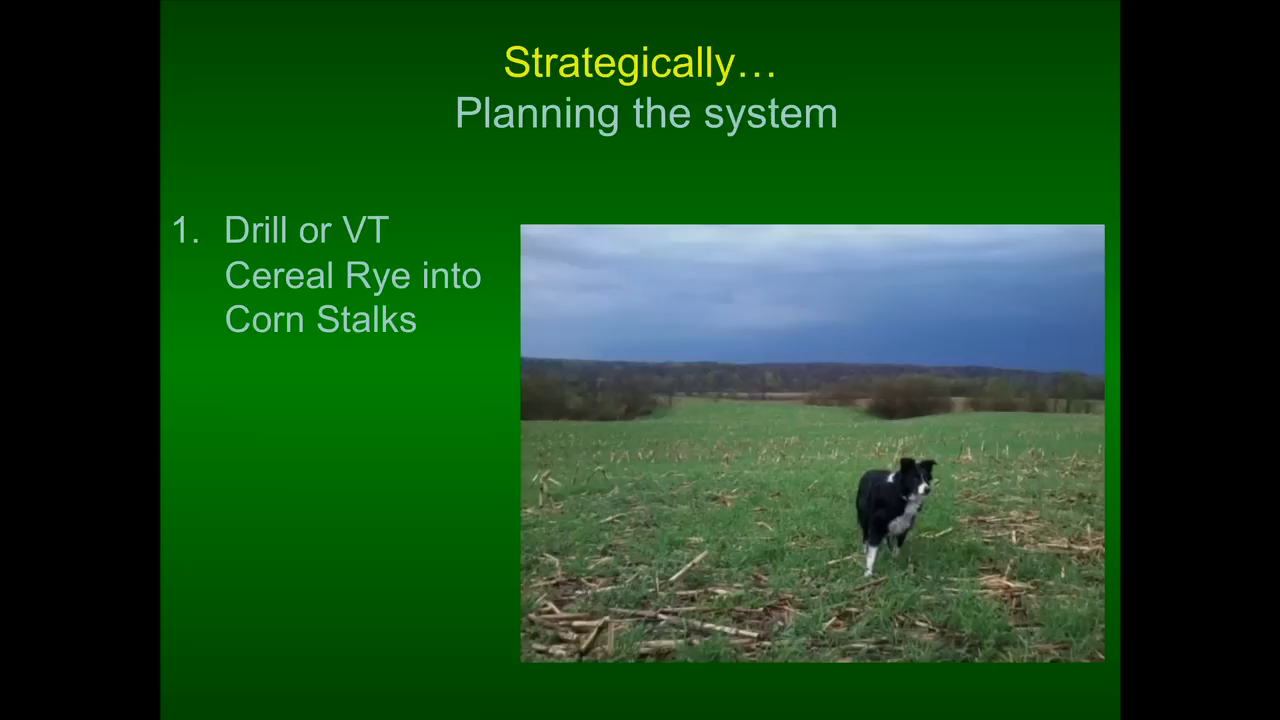 Strategically…
Planning the system
1. Drill or VT
Cereal Rye into
Corn Stalks